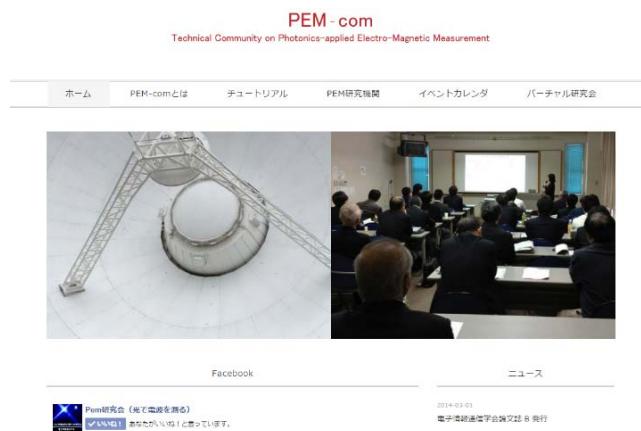 PEM-com
Technical Community on Photonics-applied Electro-Magnetic Measurement
ホーム PEM-comとは チュートリアル PEM研究機関 イベントカレンダ バーチャル研究会
Facebook
ニュース
Pem研究会（光で電波を測る）
いいね！ あなたがいいね！と言っています。
2014-03-01
電子情報通信学会論文誌 B 発行